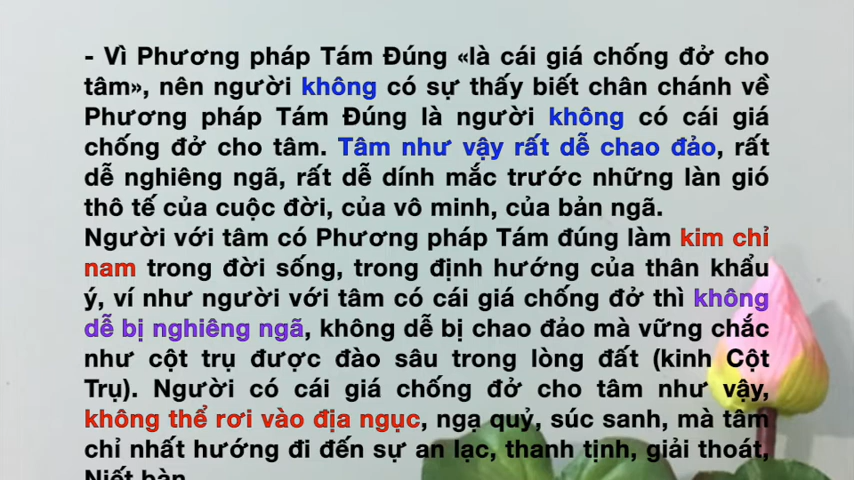 - Vì Phương pháp Tám Đúng «là cái giá chống đở cho
tâm», nên người không có sự thấy biết chân chánh về
Phương pháp Tám Đúng là người không có cái giá
chống đở cho tâm. Tâm như vậy rất dễ chao đảo, rất
dễ nghiêng ngã, rất dễ dính mắc trước những làn gió
thô tế của cuộc đời, của vô minh, của bản ngã.
Người với tâm có Phương pháp Tám đúng làm kim chỉ
nam trong đời sống, trong định hướng của thân khẩu
ý, ví như người với tâm có cái giá chống đở thì không
dễ bị nghiêng ngã, không dễ bị chao đảo mà vững chắc
như cột trụ được đào sâu trong lòng đất (kinh Cột
Trụ). Người có cái giá chống đở cho tâm như vậy,
không thể rơi vào địa ngục, ngạ quỷ, súc sanh, mà tâm
chỉ nhất hướng đi đến sự an lạc, thanh tịnh, giải thoát,
Niết bàn